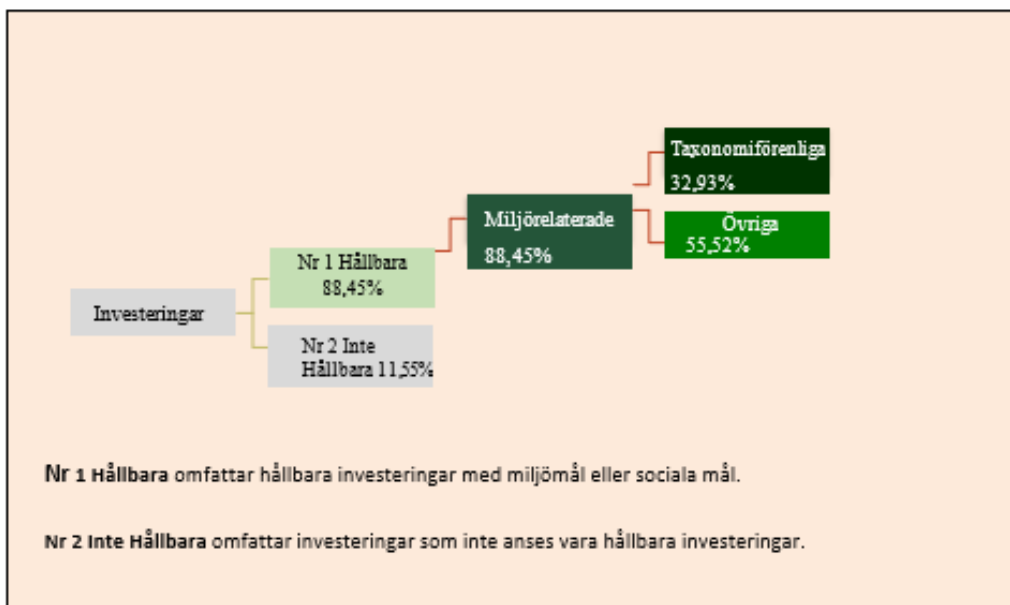 Taxonomiförenliga
32,93%
Miljörelaterade
88,45%
Övriga
55,52%
Nr 1 Hållbara
88,45%
Investeringar
Nr 2 Inte
Hållbara 11,55%
Nr 1 Hållbara omfattar hållbara investeringar med miljömål eller sociala mål.
Nr 2 Inte Hållbara omfattar investeringar som inte anses vara hållbara investeringar.